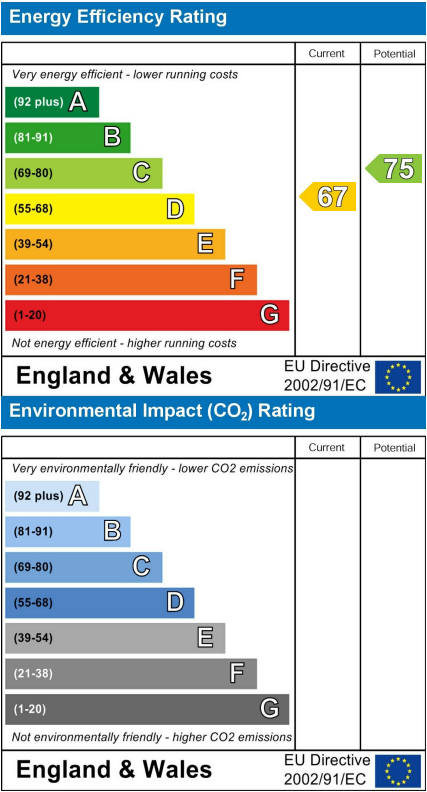 Energy Efficiency Rating
Current Potential
Very energy efficient - lower running costs
(92 plus) A
(81-91) B
(69-80) C
(55-68) D
(39-54) E
(21-38) F
(1-20) G
67
75
Not energy efficient - higher running costs
England & Wales
EU Directive
2002/91/EC
Environmental Impact (CO₂) Rating
Current Potential
Very environmentally friendly - lower CO2 emissions
(92 plus) A
(81-91) B
(69-80) C
(55-68) D
(39-54) E
(21-38) F
(1-20) G
Not environmentally friendly - higher CO2 emissions
England & Wales
EU Directive
2002/91/EC